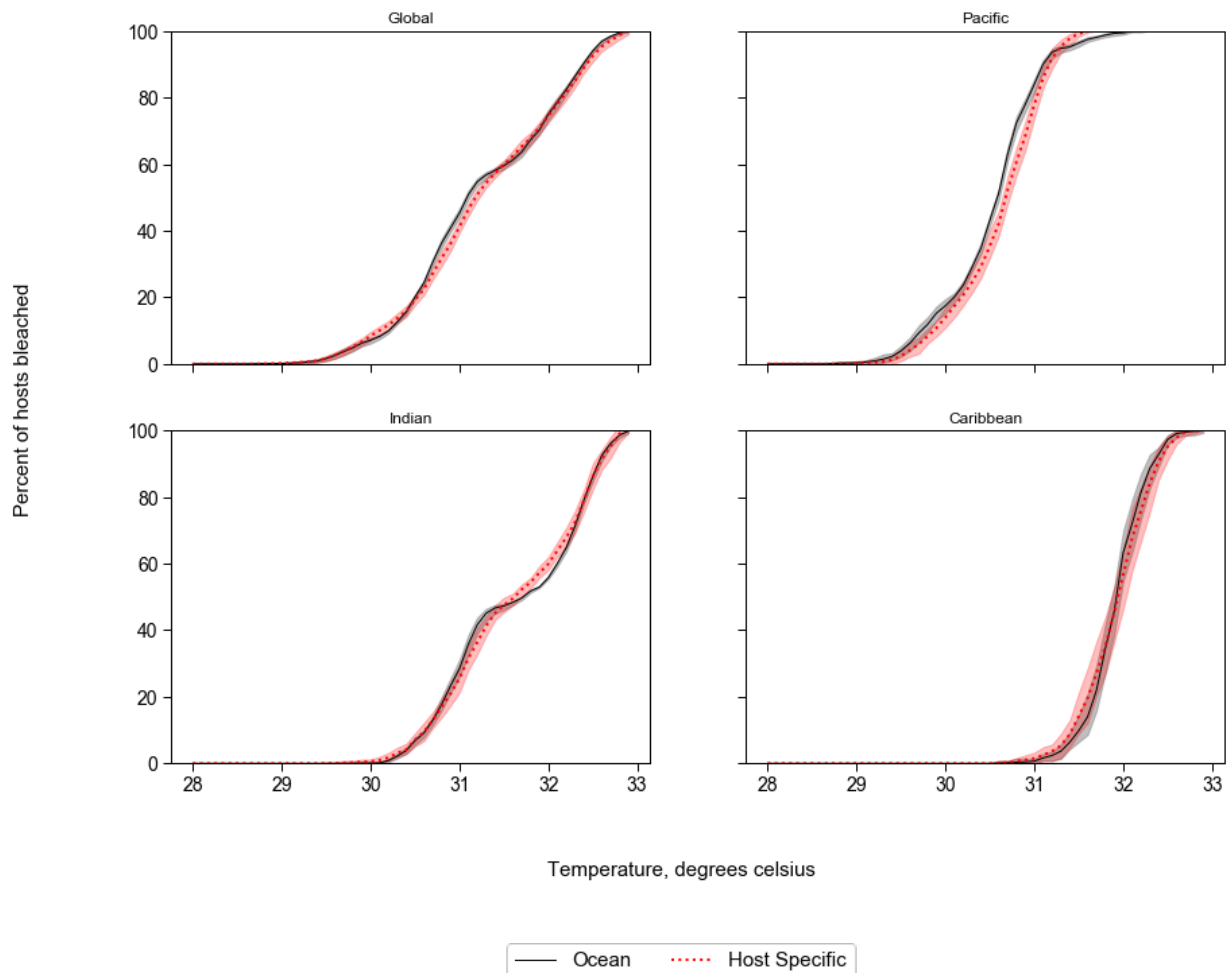 Global
Pacific
100
80
60
40
20
0
Indian
Caribbean
100
80
60
40
20
0
28 29 30 31 32 33
28 29 30 31 32 33
Percent of hosts bleached
Temperature, degrees celsius
Ocean
Host Specific